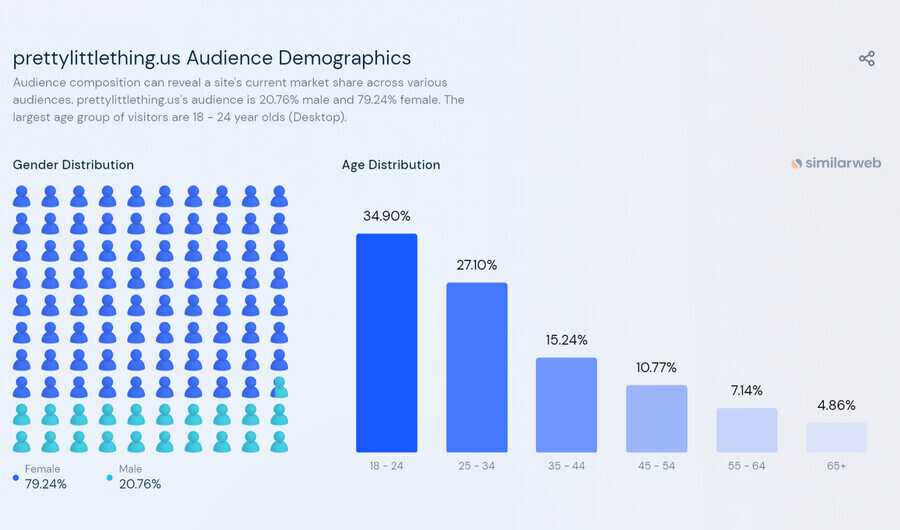 prettylittlething.us Audience Demographics
Audience composition can reveal a site's current market share across various
audiences. prettylittlething.us's audience is 20.76% male and 79.24% female. The
largest age group of visitors are 18 - 24 year olds (Desktop).
Gender Distribution
Female
79.24%
Male
20.76%
Age Distribution
similarweb
34.90%
27.10%
15.24%
10.77%
7.14%
4.86%
18 - 24
25 - 34
35 - 44
45 - 54
55 - 64
65+